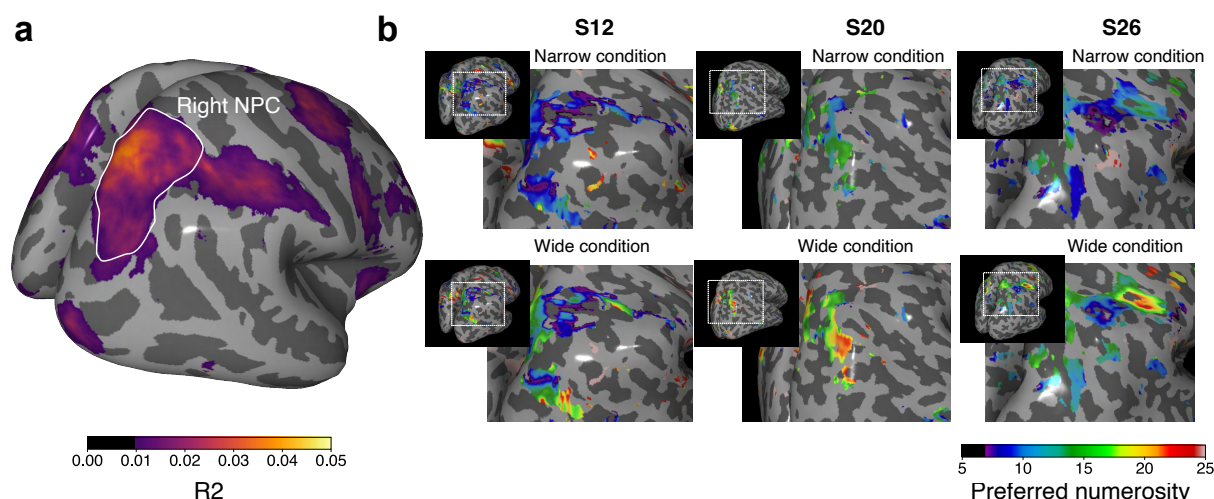 a
Right NPC
0.00 0.01 0.02 0.03 0.04 0.05
R2
b
S12 S20 S26
Narrow condition Narrow condition Narrow condition
Wide condition Wide condition Wide condition
5 10 15 20 25
Preferred numerosity